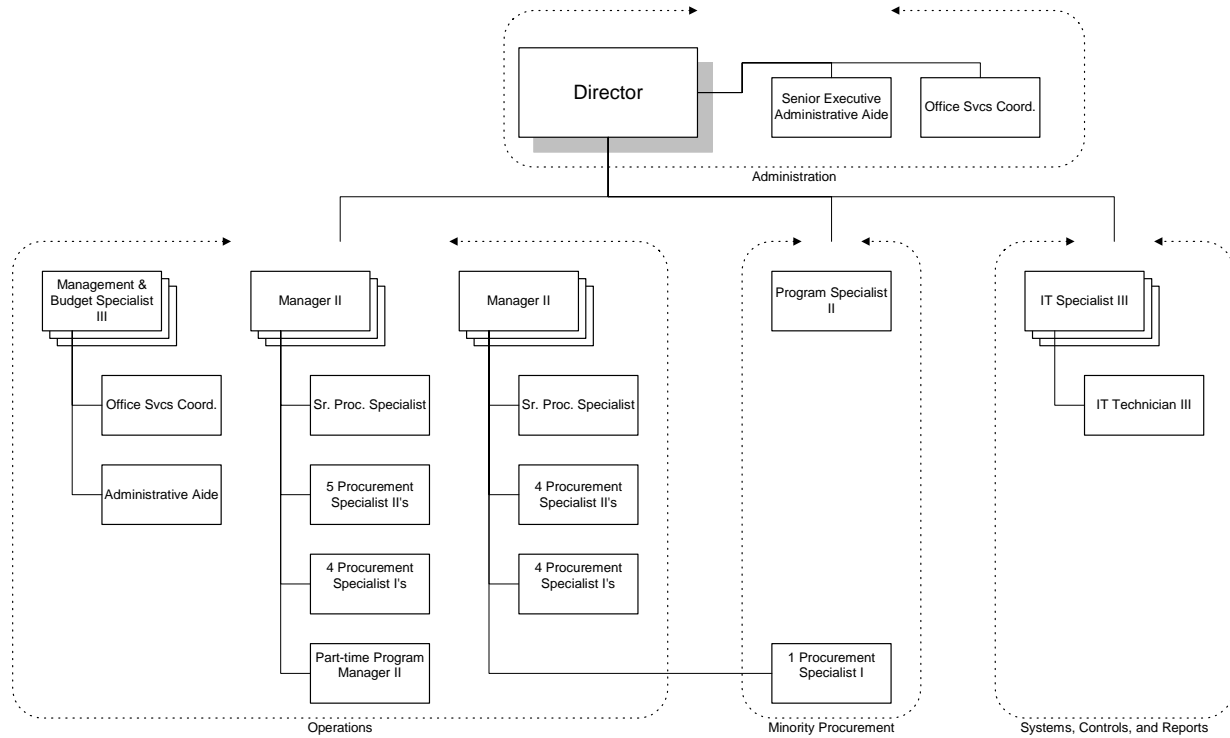 Director
Senior Executive
Administrative Aide
Office Svcs Coord.
Administration
Management &
Budget Specialist
III
Manager II
Manager II
Program Specialist
II
IT Specialist III
Office Svcs Coord.
Sr. Proc. Specialist
Sr. Proc. Specialist
IT Technician III
Administrative Aide
5 Procurement
Specialist II's
4 Procurement
Specialist II's
4 Procurement
Specialist I's
4 Procurement
Specialist I's
Part-time Program
Manager II
1 Procurement
Specialist I
Operations
Minority Procurement
Systems, Controls, and Reports